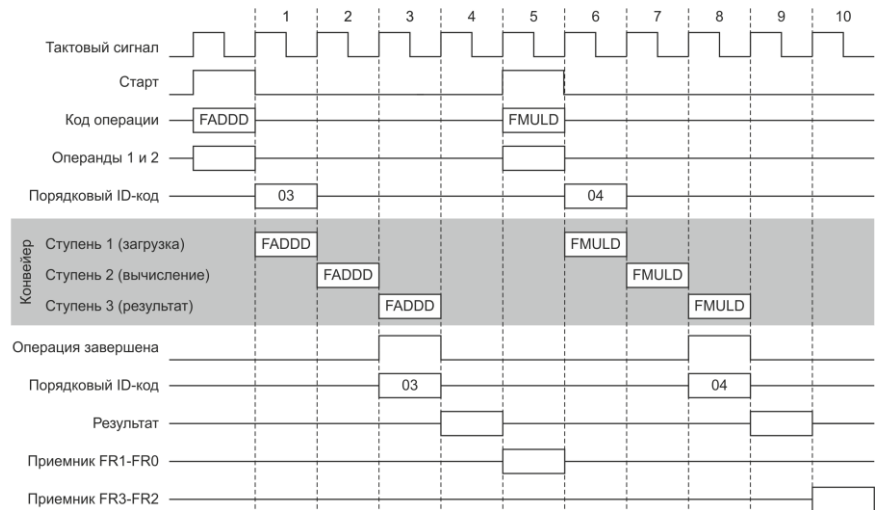 1 2 3 4 5 6 7 8 9 10
Тактовый сигнал
Старт
Код операции FADDD FMULD
Операнды 1 и 2
Порядковый ID-код 03 04
Конвейер
Ступень 1 (загрузка) FADDD FMULD
Ступень 2 (вычисление) FADDD FMULD
Ступень 3 (результат) FADDD FMULD
Операция завершена
Порядковый ID-код 03 04
Результат
Приемник FR1-FR0
Приемник FR3-FR2